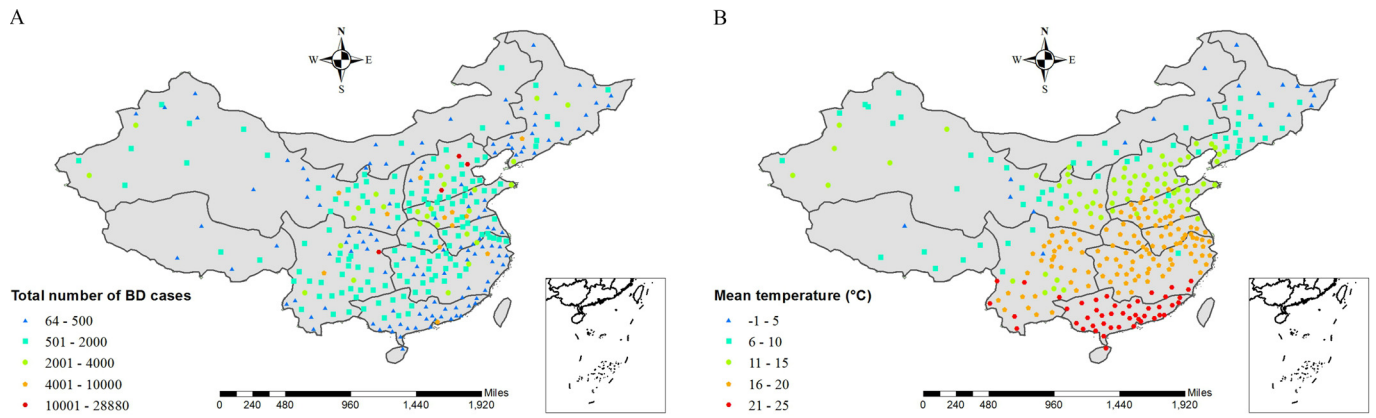 A
N
W E
S
Total number of BD cases
64 - 500
501 - 2000
2001 - 4000
4001 - 10000
10001 - 28880
Miles
0 240 480 960 1,440 1,920
B
N
W E
S
Mean temperature (°C)
-1 - 5
6 - 10
11 - 15
16 - 20
21 - 25
Miles
0 240 480 960 1,440 1,920